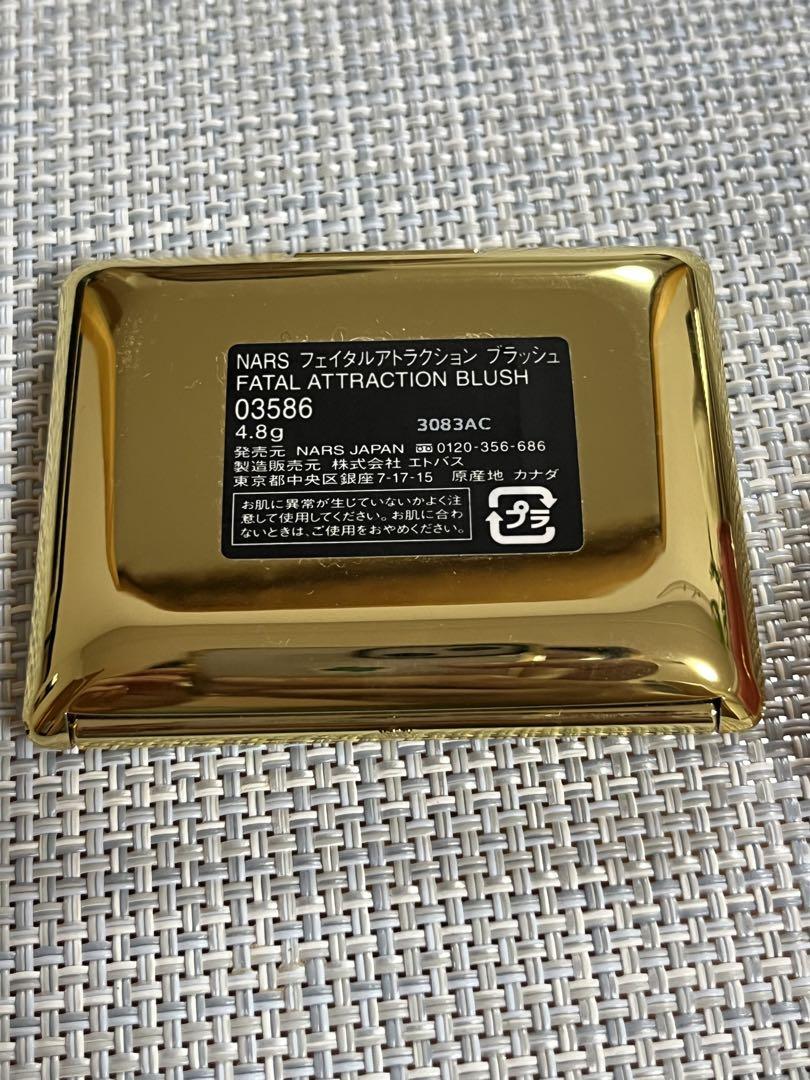 NARS フェイタルアトラクション ブラッシュ
FATAL ATTRACTION BLUSH
03586
4.8g 3083AC
発売元 NARS JAPAN 0120-356-686
製造販売元 株式会社 エトバス
東京都中央区銀座7-17-15 原産地 カナダ
お肌に異常が生じていないかよく注
意して使用してください。お肌に合わ
ないときは、ご使用をおやめください。
プラ